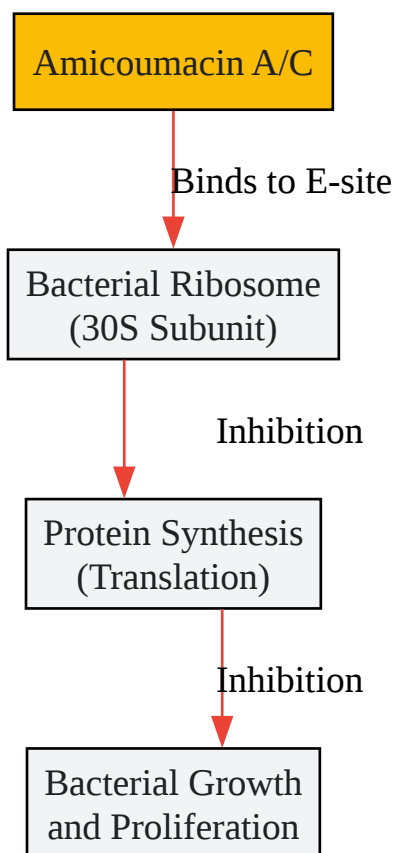 Amicoumacin A/C
Binds to E-site
Bacterial Ribosome
(30S Subunit)
Inhibition
Protein Synthesis
(Translation)
Inhibition
Bacterial Growth
and Proliferation